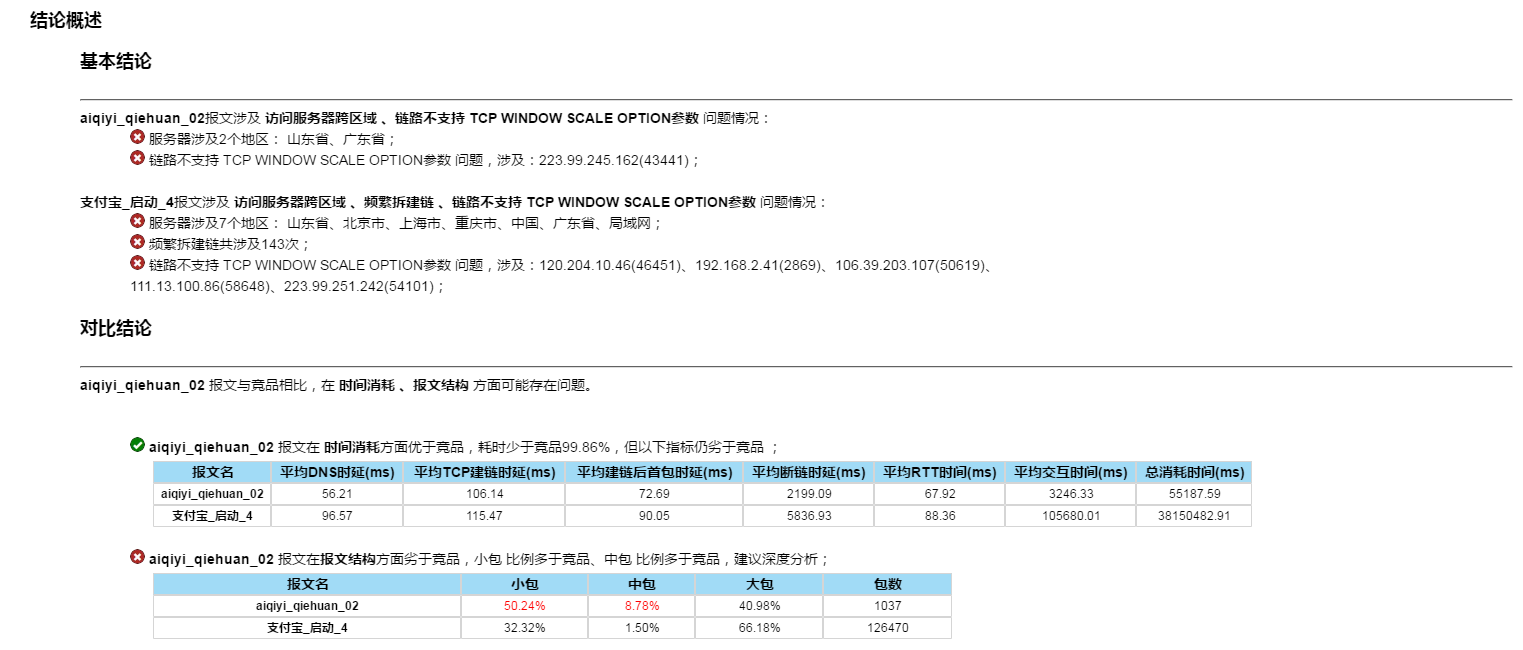 结论概述
基本结论
aiqiyi_qiehuan_02报文涉及 访问服务器跨区域 、链路不支持 TCP WINDOW SCALE OPTION参数 问题情况：
服务器涉及2个地区： 山东省、广东省；
链路不支持 TCP WINDOW SCALE OPTION参数 问题，涉及：223.99.245.162(43441)；
支付宝_启动_4报文涉及 访问服务器跨区域 、频繁拆建链 、链路不支持 TCP WINDOW SCALE OPTION参数 问题情况：
服务器涉及7个地区： 山东省、北京市、上海市、重庆市、中国、广东省、局域网；
频繁拆建链共涉及143次；
链路不支持 TCP WINDOW SCALE OPTION参数 问题，涉及：120.204.10.46(46451)、192.168.2.41(2869)、106.39.203.107(50619)、
111.13.100.86(58648)、223.99.251.242(54101)；
对比结论
aiqiyi_qiehuan_02 报文与竞品相比，在 时间消耗 、报文结构 方面可能存在问题。
aiqiyi_qiehuan_02 报文在 时间消耗方面优于竞品，耗时少于竞品99.86%，但以下指标仍劣于竞品 ；
报文名 平均DNS时延(ms) 平均TCP建链时延(ms) 平均建链后首包时延(ms) 平均断链时延(ms) 平均RTT时间(ms) 平均交互时间(ms) 总消耗时间(ms)
aiqiyi_qiehuan_02 56.21 106.14 72.69 2199.09 67.92 3246.33 55187.59
支付宝_启动_4 96.57 115.47 90.05 5836.93 88.36 105680.01 38150482.91
aiqiyi_qiehuan_02 报文在报文结构方面劣于竞品，小包 比例多于竞品、中包 比例多于竞品，建议深度分析；
报文名 小包 中包 大包 包数
aiqiyi_qiehuan_02 50.24% 8.78% 40.98% 1037
支付宝_启动_4 32.32% 1.50% 66.18% 126470